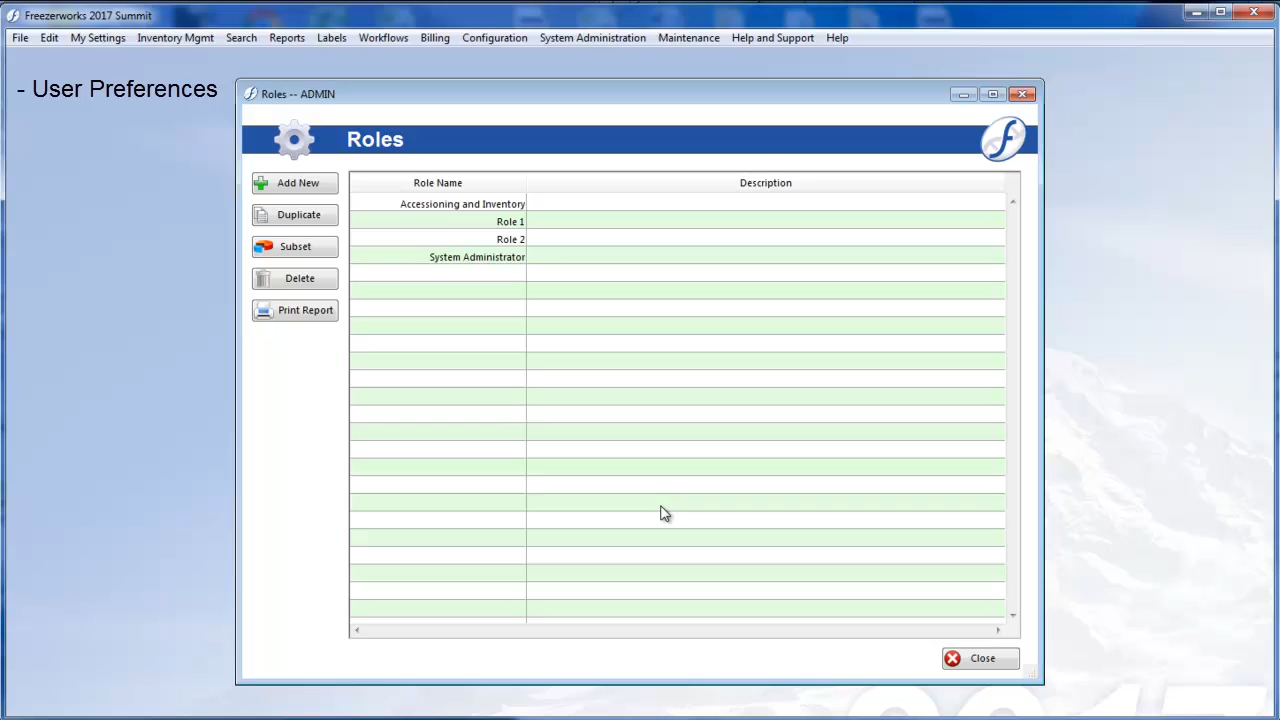 Freezerworks 2017 Summit
File Edit My Settings Inventory Mgmt Search Reports Labels Workflows Billing Configuration System Administration Maintenance Help and Support Help
- User Preferences
Roles -- ADMIN
Roles
Add New
Duplicate
Subset
Delete
Print Report
Role Name Description
Accessioning and Inventory
Role 1
Role 2
System Administrator
Close